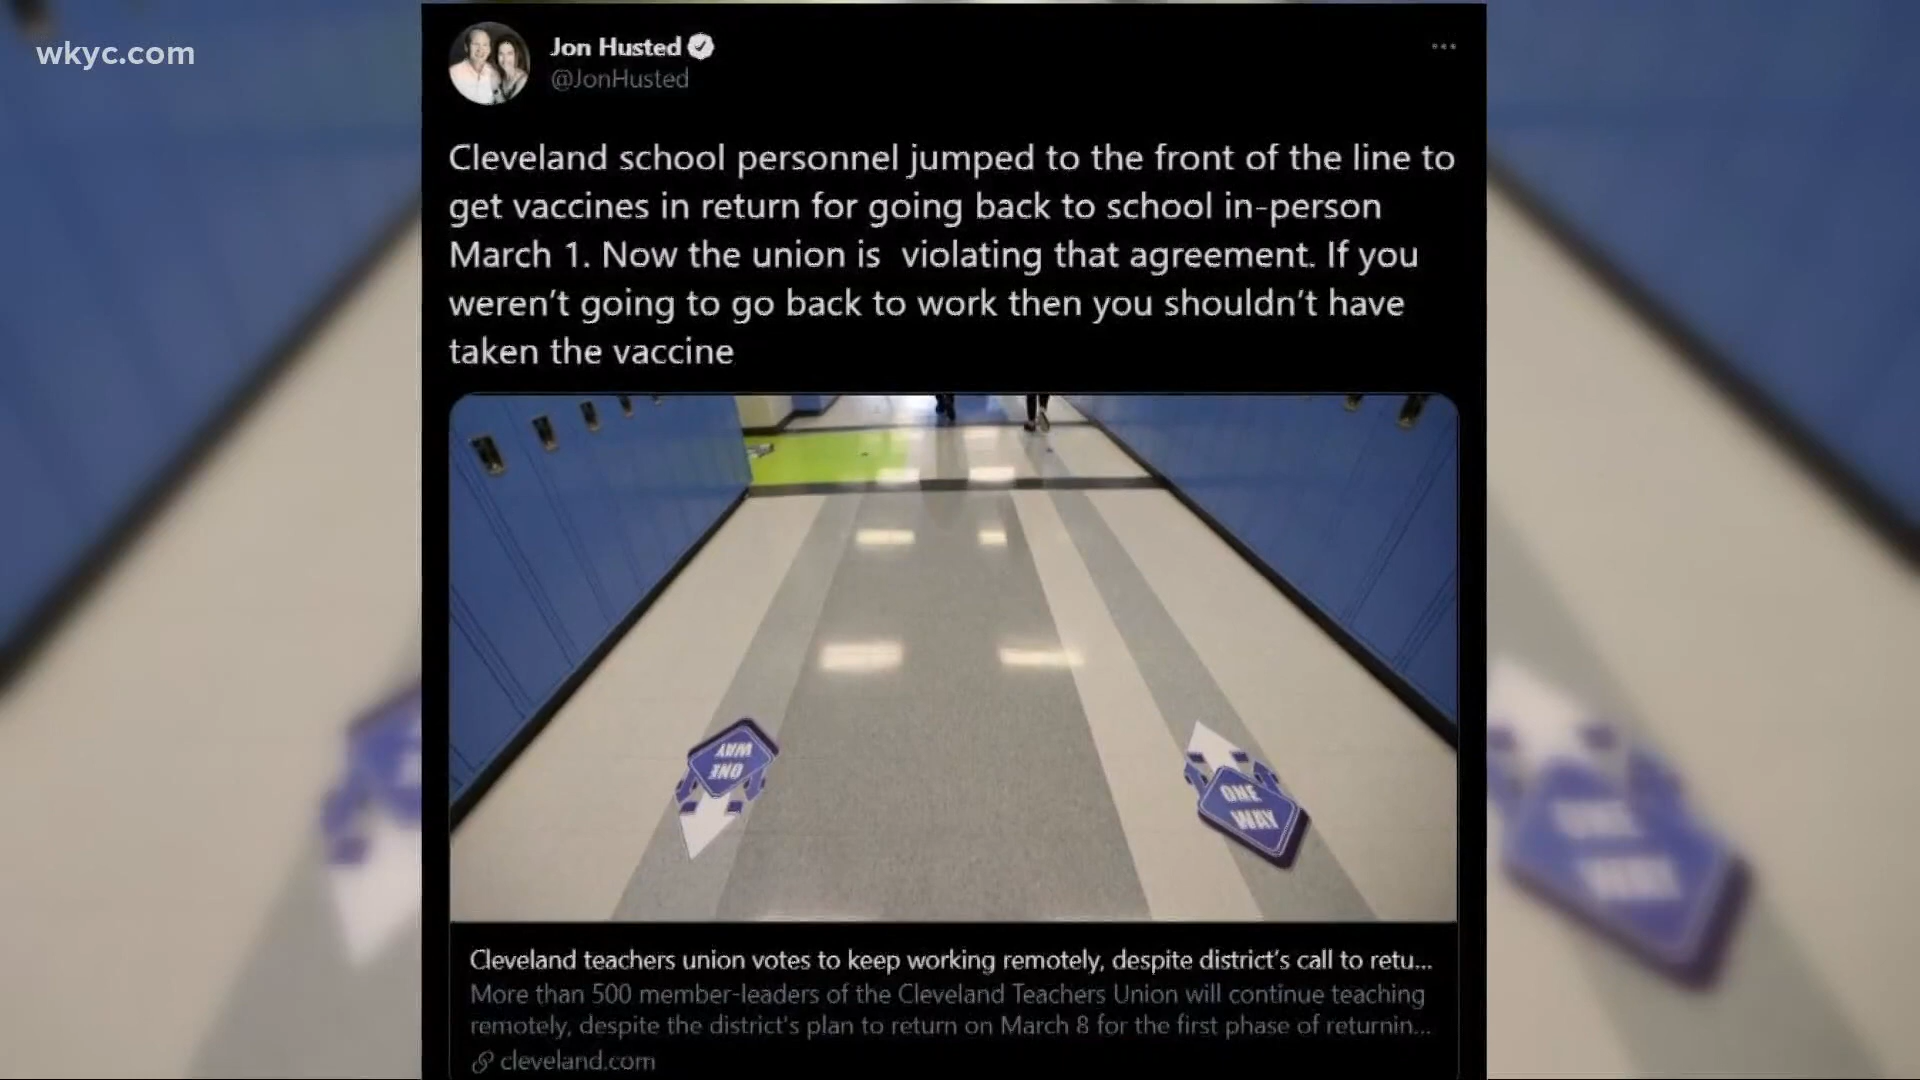 wkyc.com
Jon Husted
@JonHusted
Cleveland school personnel jumped to the front of the line to
get vaccines in return for going back to school in-person
March 1. Now the union is  violating that agreement. If you
weren’t going to go back to work then you shouldn’t have
taken the vaccine
ONE
WAY
ONE
WAY
Cleveland teachers union votes to keep working remotely, despite district's call to retu...
More than 500 member-leaders of the Cleveland Teachers Union will continue teaching
remotely, despite the district's plan to return on March 8 for the first phase of returnin...
cleveland.com